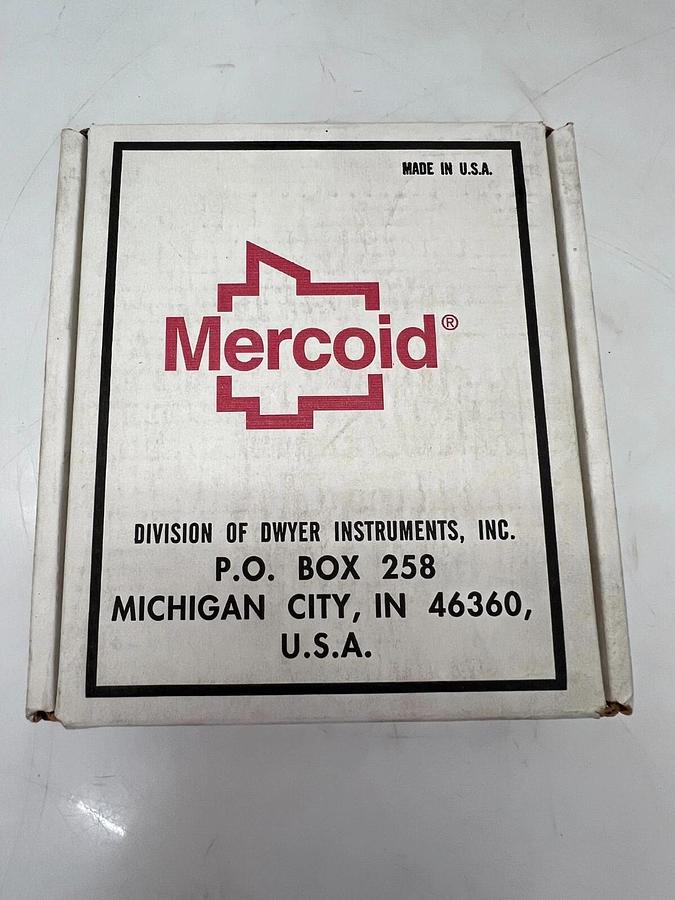 MADE IN U.S.A.
Mercoid®
DIVISION OF DWYER INSTRUMENTS, INC.
P.O. BOX 258
MICHIGAN CITY, IN 46360,
U.S.A.